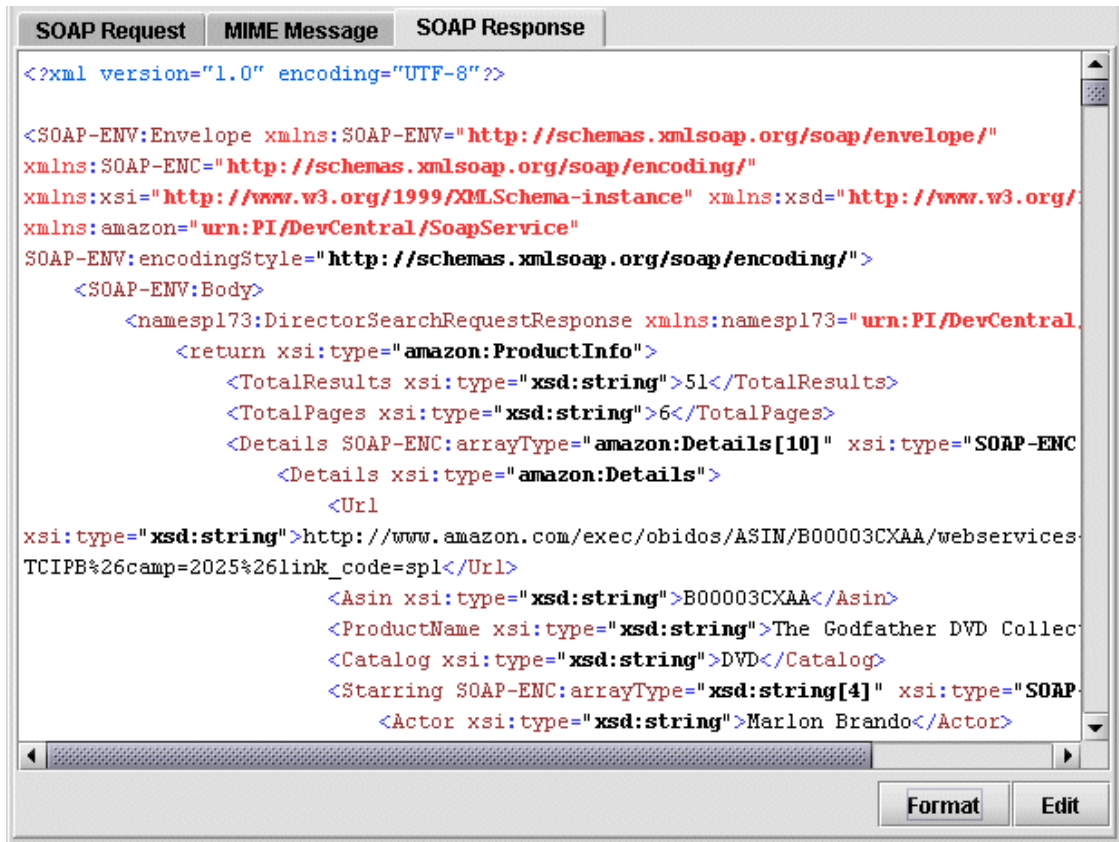 SOAP Request MIME Message SOAP Response
<?xml version="1.0" encoding="UTF-8"?>
<SOAP-ENV:Envelope xmlns:SOAP-ENV="http://schemas.xmlsoap.org/soap/envelope/"
xmlns:SOAP-ENC="http://schemas.xmlsoap.org/soap/encoding/"
xmlns:xsi="http://www.w3.org/1999/XMLSchema-instance" xmlns:xsd="http://www.w3.org/1
xmlns:amazon="urn:PI/DevCentral/SoapService"
SOAP-ENV:encodingStyle="http://schemas.xmlsoap.org/soap/encoding/">
<SOAP-ENV:Body>
<namesp173:DirectorSearchRequestResponse xmlns:namesp173="urn:PI/DevCentral/
<return xsi:type="amazon:ProductInfo">
<TotalResults xsi:type="xsd:string">51</TotalResults>
<TotalPages xsi:type="xsd:string">6</TotalPages>
<Details SOAP-ENC:arrayType="amazon:Details[10]" xsi:type="SOAP-ENC
<Details xsi:type="amazon:Details">
<Url
xsi:type="xsd:string">http://www.amazon.com/exec/obidos/ASIN/B00003CXAA/webservices-
TCIPB%26camp=2025%26link_code=sp1</Url>
<Asin xsi:type="xsd:string">B00003CXAA</Asin>
<ProductName xsi:type="xsd:string">The Godfather DVD Collec
<Catalog xsi:type="xsd:string">DVD</Catalog>
<Starring SOAP-ENC:arrayType="xsd:string[4]" xsi:type="SOAP-
<Actor xsi:type="xsd:string">Marlon Brando</Actor>
Format Edit